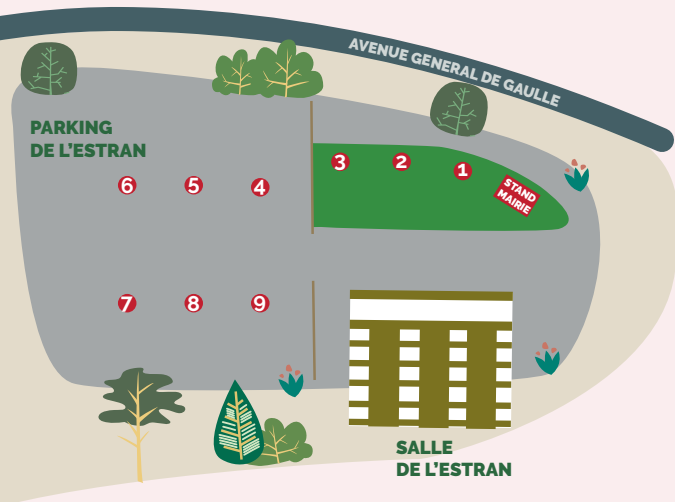 AVENUE GENERAL DE GAULLE
PARKING
DE L'ESTRAN
3
2
1
STAND
MAIRIE
6
5
4
7
8
9
SALLE
DE L'ESTRAN